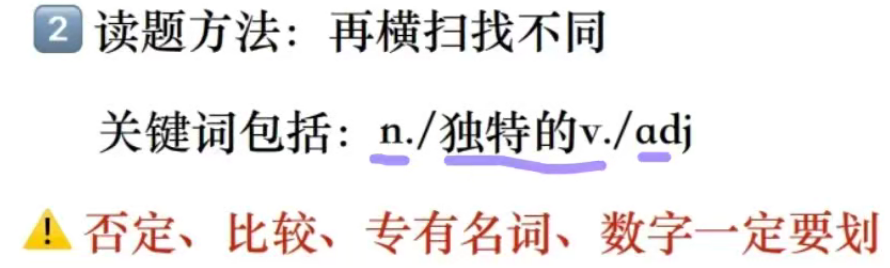 2 读题方法：再横扫找不同
关键词包括：n./独特的v./adj
否定、比较、专有名词、数字一定要划